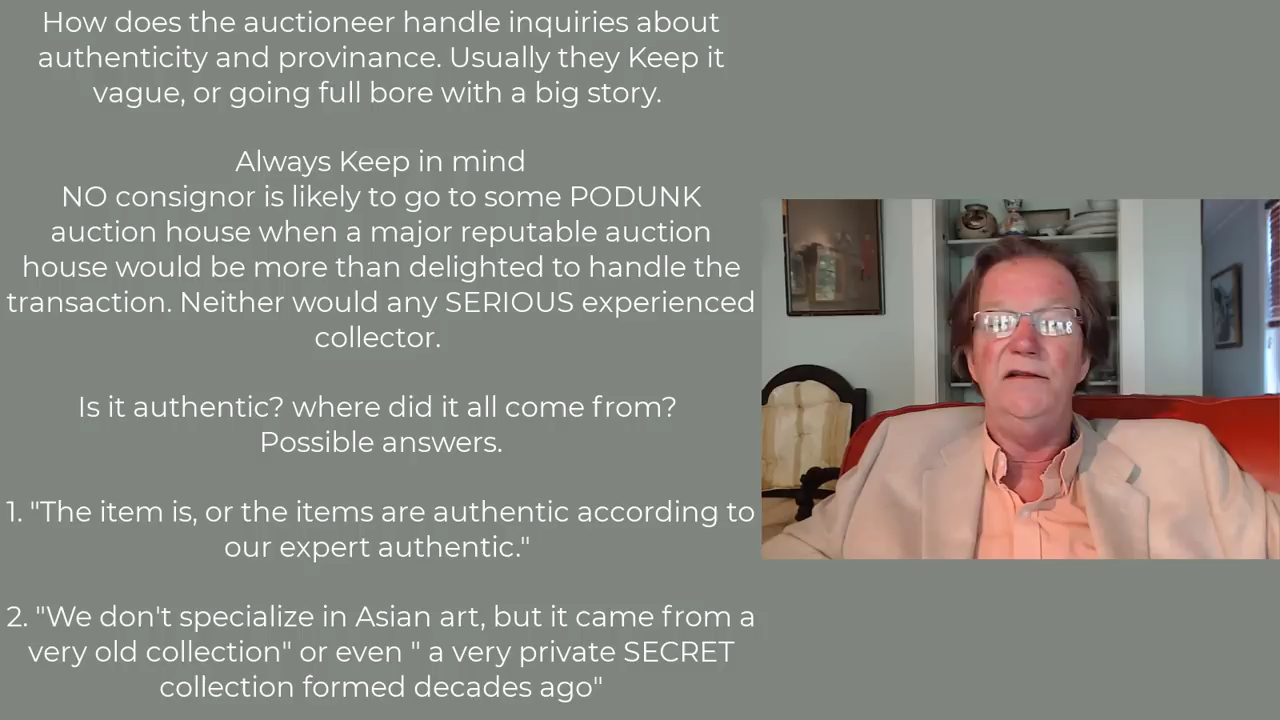 How does the auctioneer handle inquiries about
authenticity and provinance. Usually they Keep it
vague, or going full bore with a big story.
Always Keep in mind
NO consignor is likely to go to some PODUNK
auction house when a major reputable auction
house would be more than delighted to handle the
transaction. Neither would any SERIOUS experienced
collector.
Is it authentic? where did it all come from?
Possible answers.
1. "The item is, or the items are authentic according to
our expert authentic."
2. "We don't specialize in Asian art, but it came from a
very old collection" or even " a very private SECRET
collection formed decades ago"